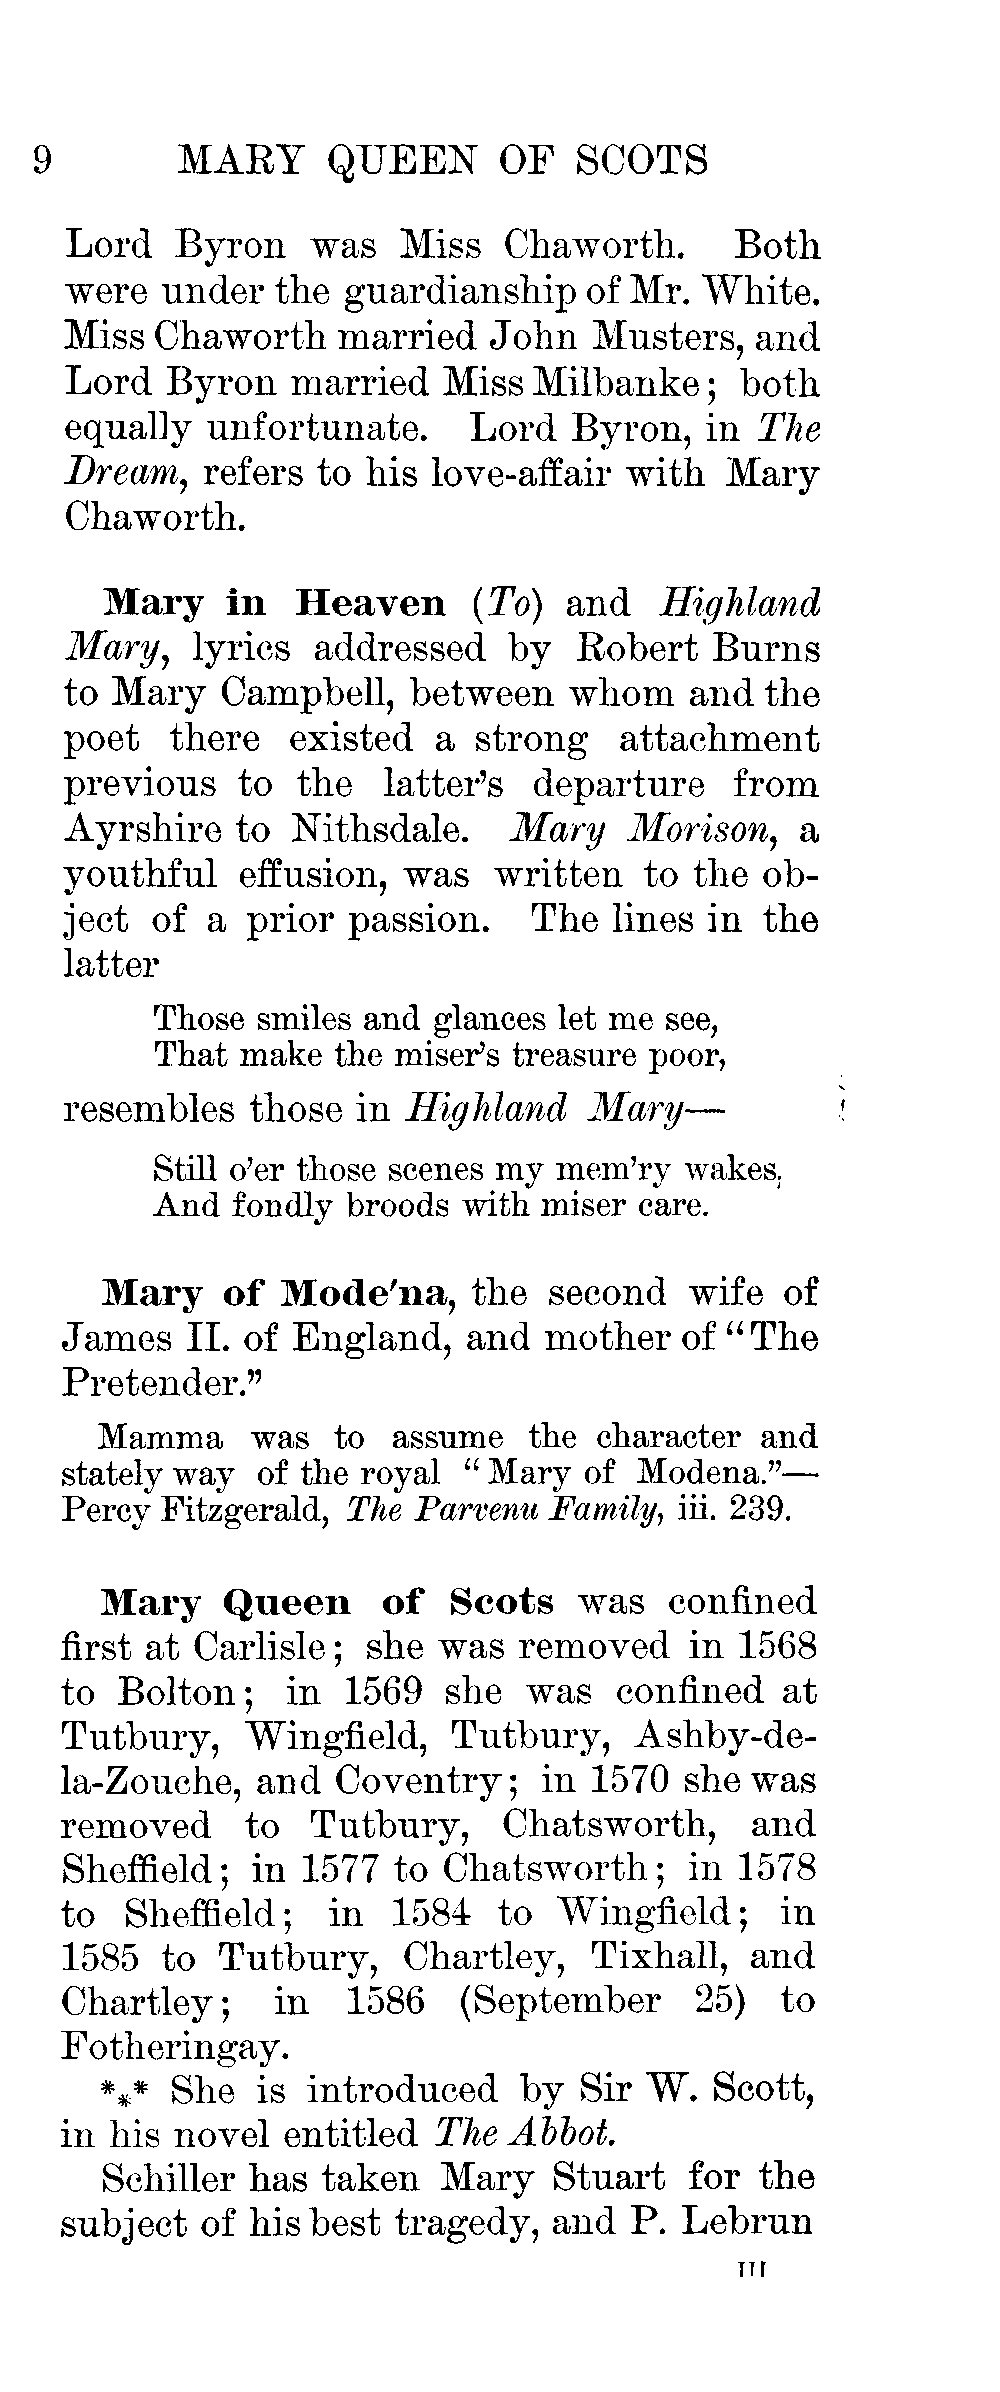 9 MARY QUEEN OF SCOTS
Lord Byron was Miss Chaworth. Both
were under the guardianship of Mr. White.
Miss Chaworth married John Musters, and
Lord Byron married Miss Milbanke; both
equally unfortunate. Lord Byron, in The
Dream, refers to his love-affair with Mary
Chaworth.
Mary in Heaven (To) and Highland
Mary, lyrics addressed by Robert Burns
to Mary Campbell, between whom and the
poet there existed a strong attachment
previous to the latter's departure from
Ayrshire to Nithsdale. Mary Morison, a
youthful effusion, was written to the ob-
ject of a prior passion. The lines in the
latter
Those smiles and glances let me see,
That make the miser's treasure poor,
resembles those in Highland Mary—
Still o'er those scenes my mem'ry wakes,
And fondly broods with miser care.
Mary of Mode'na, the second wife of
James II. of England, and mother of "The
Pretender."
Mamma was to assume the character and
stately way of the royal "Mary of Modena."—
Percy Fitzgerald, The Parvenu Family, iii. 239.
Mary Queen of Scots was confined
first at Carlisle; she was removed in 1568
to Bolton; in 1569 she was confined at
Tutbury, Wingfield, Tutbury, Ashby-de-
la-Zouche, and Coventry; in 1570 she was
removed to Tutbury, Chatsworth, and
Sheffield; in 1577 to Chatsworth; in 1578
to Sheffield; in 1584 to Wingfield; in
1585 to Tutbury, Chartley, Tixhall, and
Chartley; in 1586 (September 25) to
Fotheringay.
*⁎* She is introduced by Sir W. Scott,
in his novel entitled The Abbot.
Schiller has taken Mary Stuart for the
subject of his best tragedy, and P. Lebrun
III